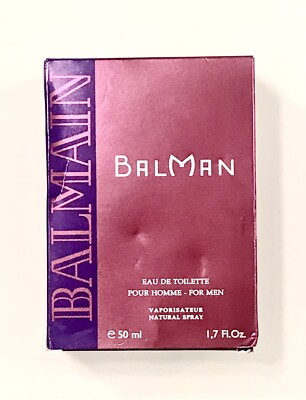 BALMAIN
BALMAN
EAU DE TOILETTE
POUR HOMME - FOR MEN
VAPORISATEUR
NATURAL SPRAY
e 50 ml 1,7 Fl.Oz.